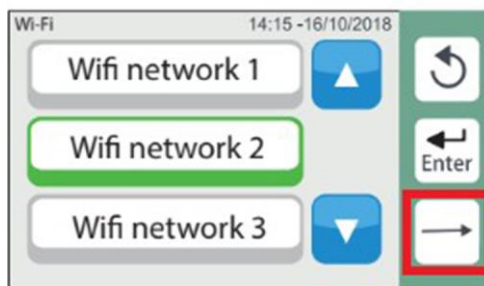 Wi-Fi 14:15 -16/10/2018
Wifi network 1
Wifi network 2
Enter
Wifi network 3